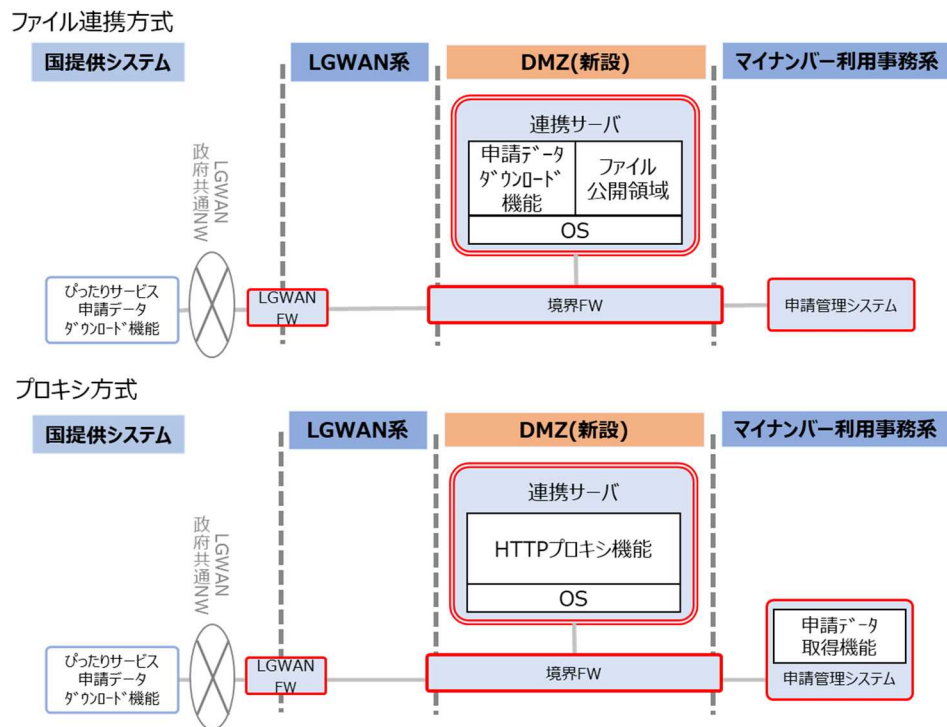 ファイル連携方式
国提供システム
LGWAN系
DMZ(新設)
マイナンバー利用事務系
連携サーバ
申請ﾃﾞｰﾀ
ﾀﾞｳﾝﾛｰﾄﾞ
機能
ファイル
公開領域
OS
LGWAN
政府共通NW
ぴったりサービス
申請データ
ﾀﾞｳﾝﾛｰﾄﾞ機能
LGWAN
FW
境界FW
申請管理システム
プロキシ方式
国提供システム
LGWAN系
DMZ(新設)
マイナンバー利用事務系
連携サーバ
HTTPプロキシ機能
OS
LGWAN
政府共通NW
ぴったりサービス
申請データ
ﾀﾞｳﾝﾛｰﾄﾞ機能
LGWAN
FW
境界FW
申請ﾃﾞｰﾀ
取得機能
申請管理システム